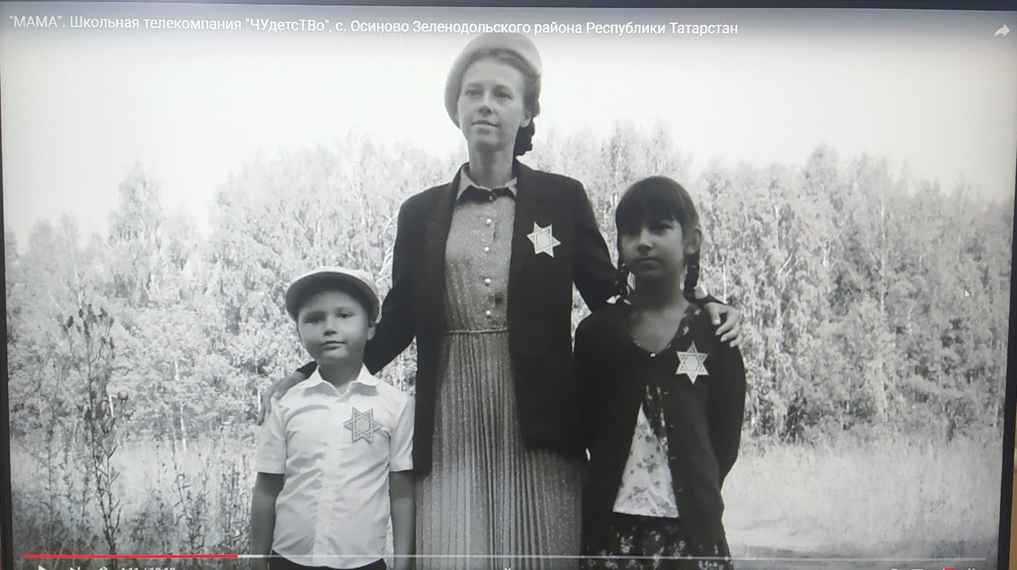 "МАМА". Школьная телекомпания "ЧУдетсТВо", с. Осиново Зеленодольского района Республики Татарстан